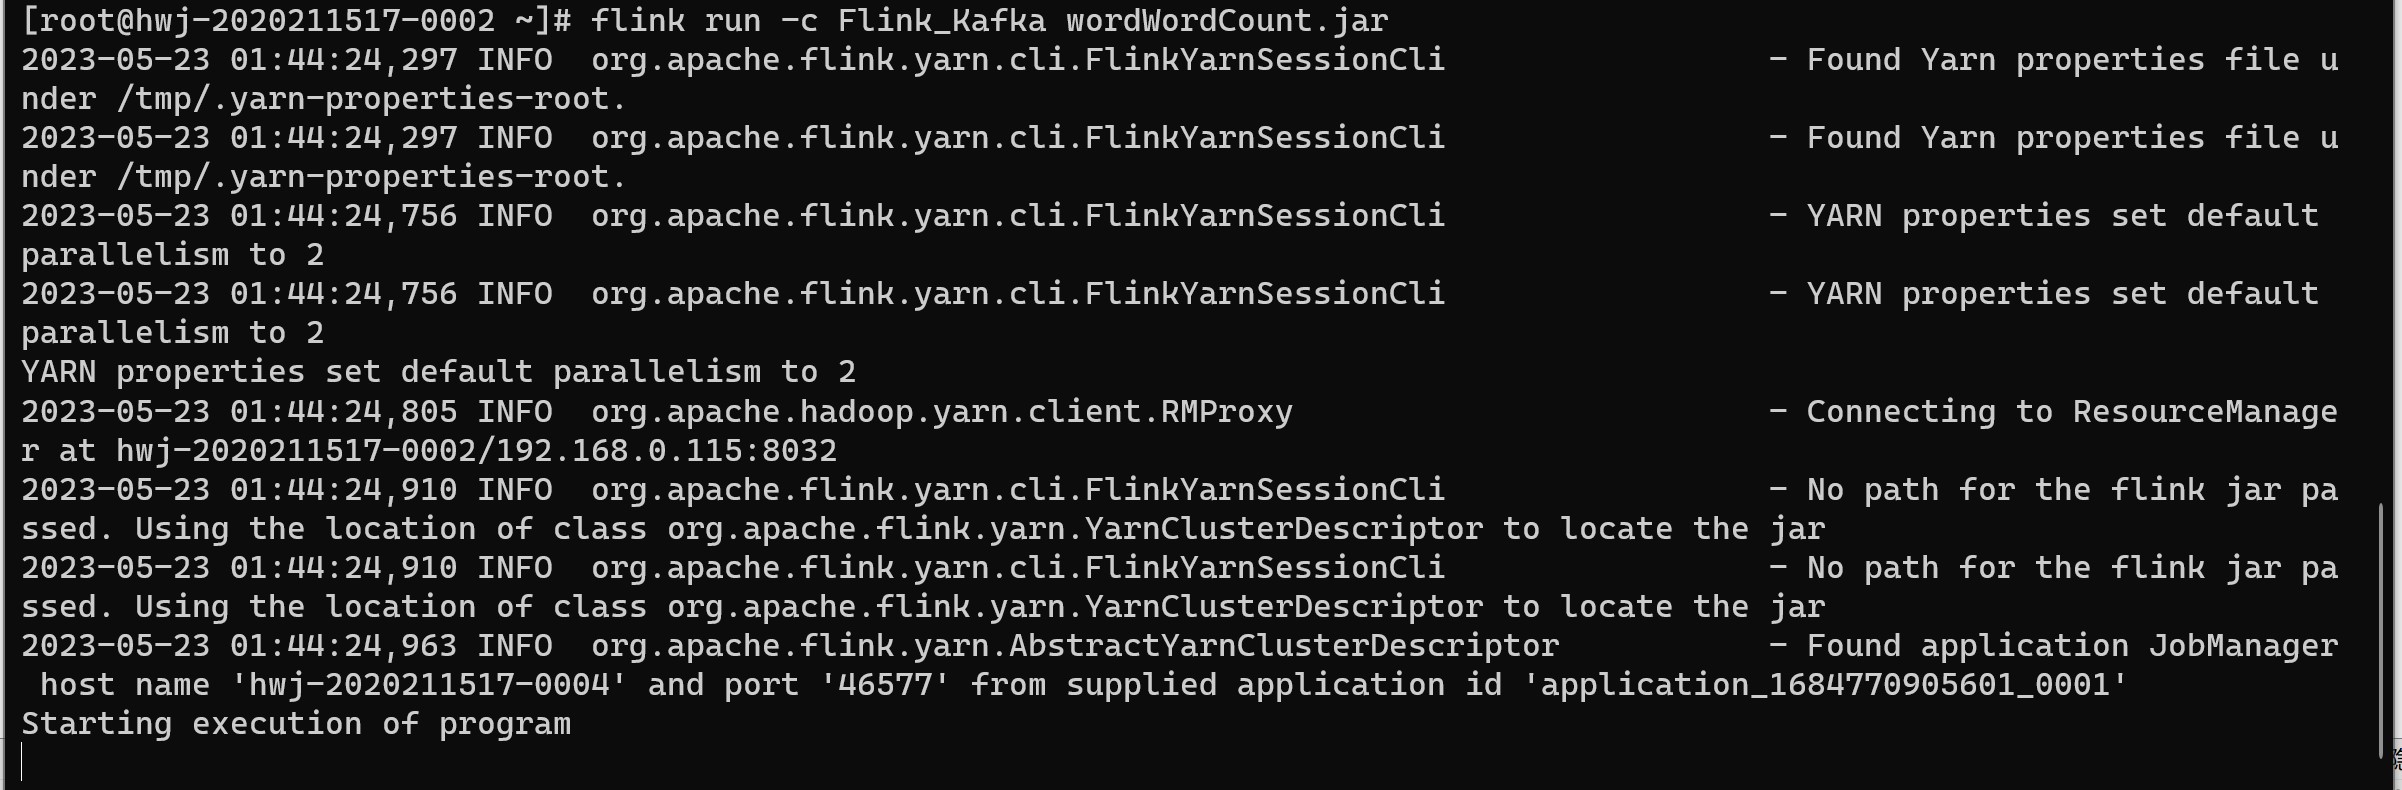 [root@hwj-2020211517-0002 ~]# flink run -c Flink_Kafka wordWordCount.jar
2023-05-23 01:44:24,297 INFO  org.apache.flink.yarn.cli.FlinkYarnSessionCli                 - Found Yarn properties file u
nder /tmp/.yarn-properties-root.
2023-05-23 01:44:24,297 INFO  org.apache.flink.yarn.cli.FlinkYarnSessionCli                 - Found Yarn properties file u
nder /tmp/.yarn-properties-root.
2023-05-23 01:44:24,756 INFO  org.apache.flink.yarn.cli.FlinkYarnSessionCli                 - YARN properties set default
parallelism to 2
2023-05-23 01:44:24,756 INFO  org.apache.flink.yarn.cli.FlinkYarnSessionCli                 - YARN properties set default
parallelism to 2
YARN properties set default parallelism to 2
2023-05-23 01:44:24,805 INFO  org.apache.hadoop.yarn.client.RMProxy                         - Connecting to ResourceManage
r at hwj-2020211517-0002/192.168.0.115:8032
2023-05-23 01:44:24,910 INFO  org.apache.flink.yarn.cli.FlinkYarnSessionCli                 - No path for the flink jar pa
ssed. Using the location of class org.apache.flink.yarn.YarnClusterDescriptor to locate the jar
2023-05-23 01:44:24,910 INFO  org.apache.flink.yarn.cli.FlinkYarnSessionCli                 - No path for the flink jar pa
ssed. Using the location of class org.apache.flink.yarn.YarnClusterDescriptor to locate the jar
2023-05-23 01:44:24,963 INFO  org.apache.flink.yarn.AbstractYarnClusterDescriptor           - Found application JobManager
 host name 'hwj-2020211517-0004' and port '46577' from supplied application id 'application_1684770905601_0001'
Starting execution of program